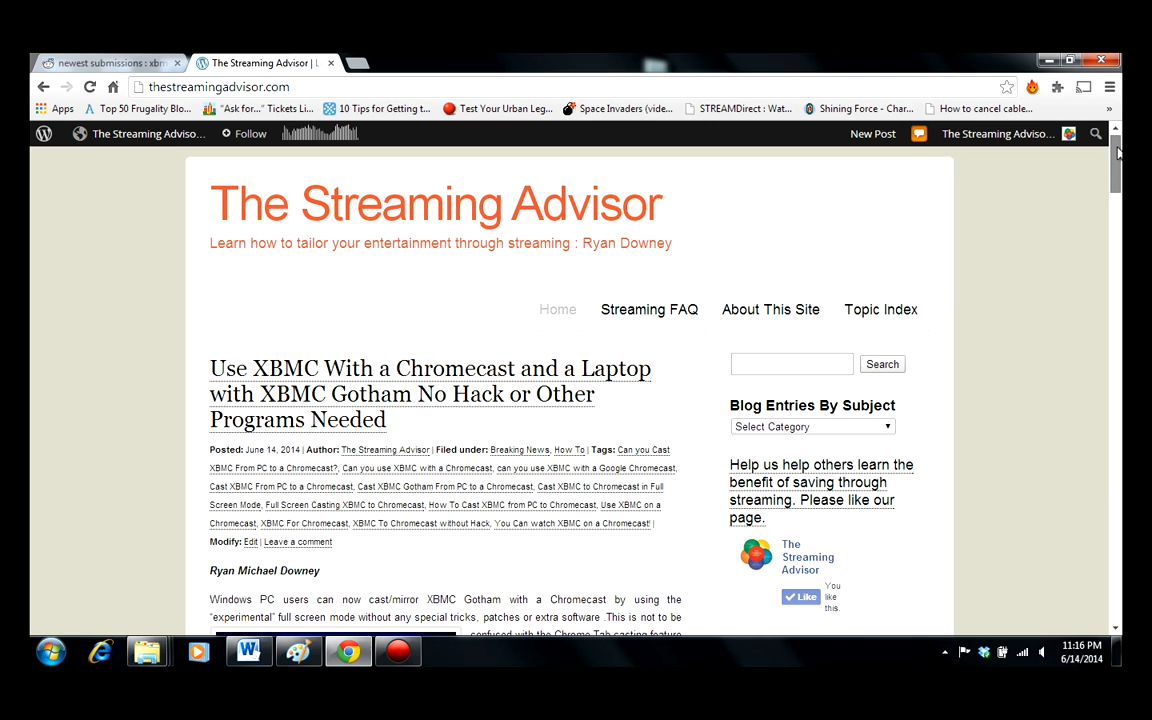 newest submissions : xbm
The Streaming Advisor | L
thestreamingadvisor.com
Apps
Top 50 Frugality Blo...
"Ask for..." Tickets Li...
10 Tips for Getting t...
Test Your Urban Leg...
Space Invaders (vide...
STREAMDirect : Wat...
Shining Force - Char...
How to cancel cable...
»
The Streaming Adviso...
Follow
New Post
The Streaming Adviso...
The Streaming Advisor
Learn how to tailor your entertainment through streaming : Ryan Downey
Home Streaming FAQ About This Site Topic Index
Use XBMC With a Chromecast and a Laptop
with XBMC Gotham No Hack or Other
Programs Needed
Posted: June 14, 2014 | Author: The Streaming Advisor | Filed under: Breaking News, How To | Tags: Can you Cast
XBMC From PC to a Chromecast?, Can you use XBMC with a Chromecast, can you use XBMC with a Google Chromecast,
Cast XBMC From PC to a Chromecast, Cast XBMC Gotham From PC to a Chromecast, Cast XBMC to Chromecast in Full
Screen Mode, Full Screen Casting XBMC to Chromecast, How To Cast XBMC from PC to Chromecast, Use XBMC on a
Chromecast, XBMC For Chromecast, XBMC To Chromecast without Hack, You Can watch XBMC on a Chromecast! |
Modify: Edit | Leave a comment
Ryan Michael Downey
Windows PC users can now cast/mirror XBMC Gotham with a Chromecast by using the
"experimental" full screen mode without any special tricks, patches or extra software .This is not to be
confused with the Chrome Tab casting feature
Search
Blog Entries By Subject
Select Category
Help us help others learn the
benefit of saving through
streaming. Please like our
page.
The
Streaming
Advisor
Like
You
like
this.
11:16 PM
6/14/2014